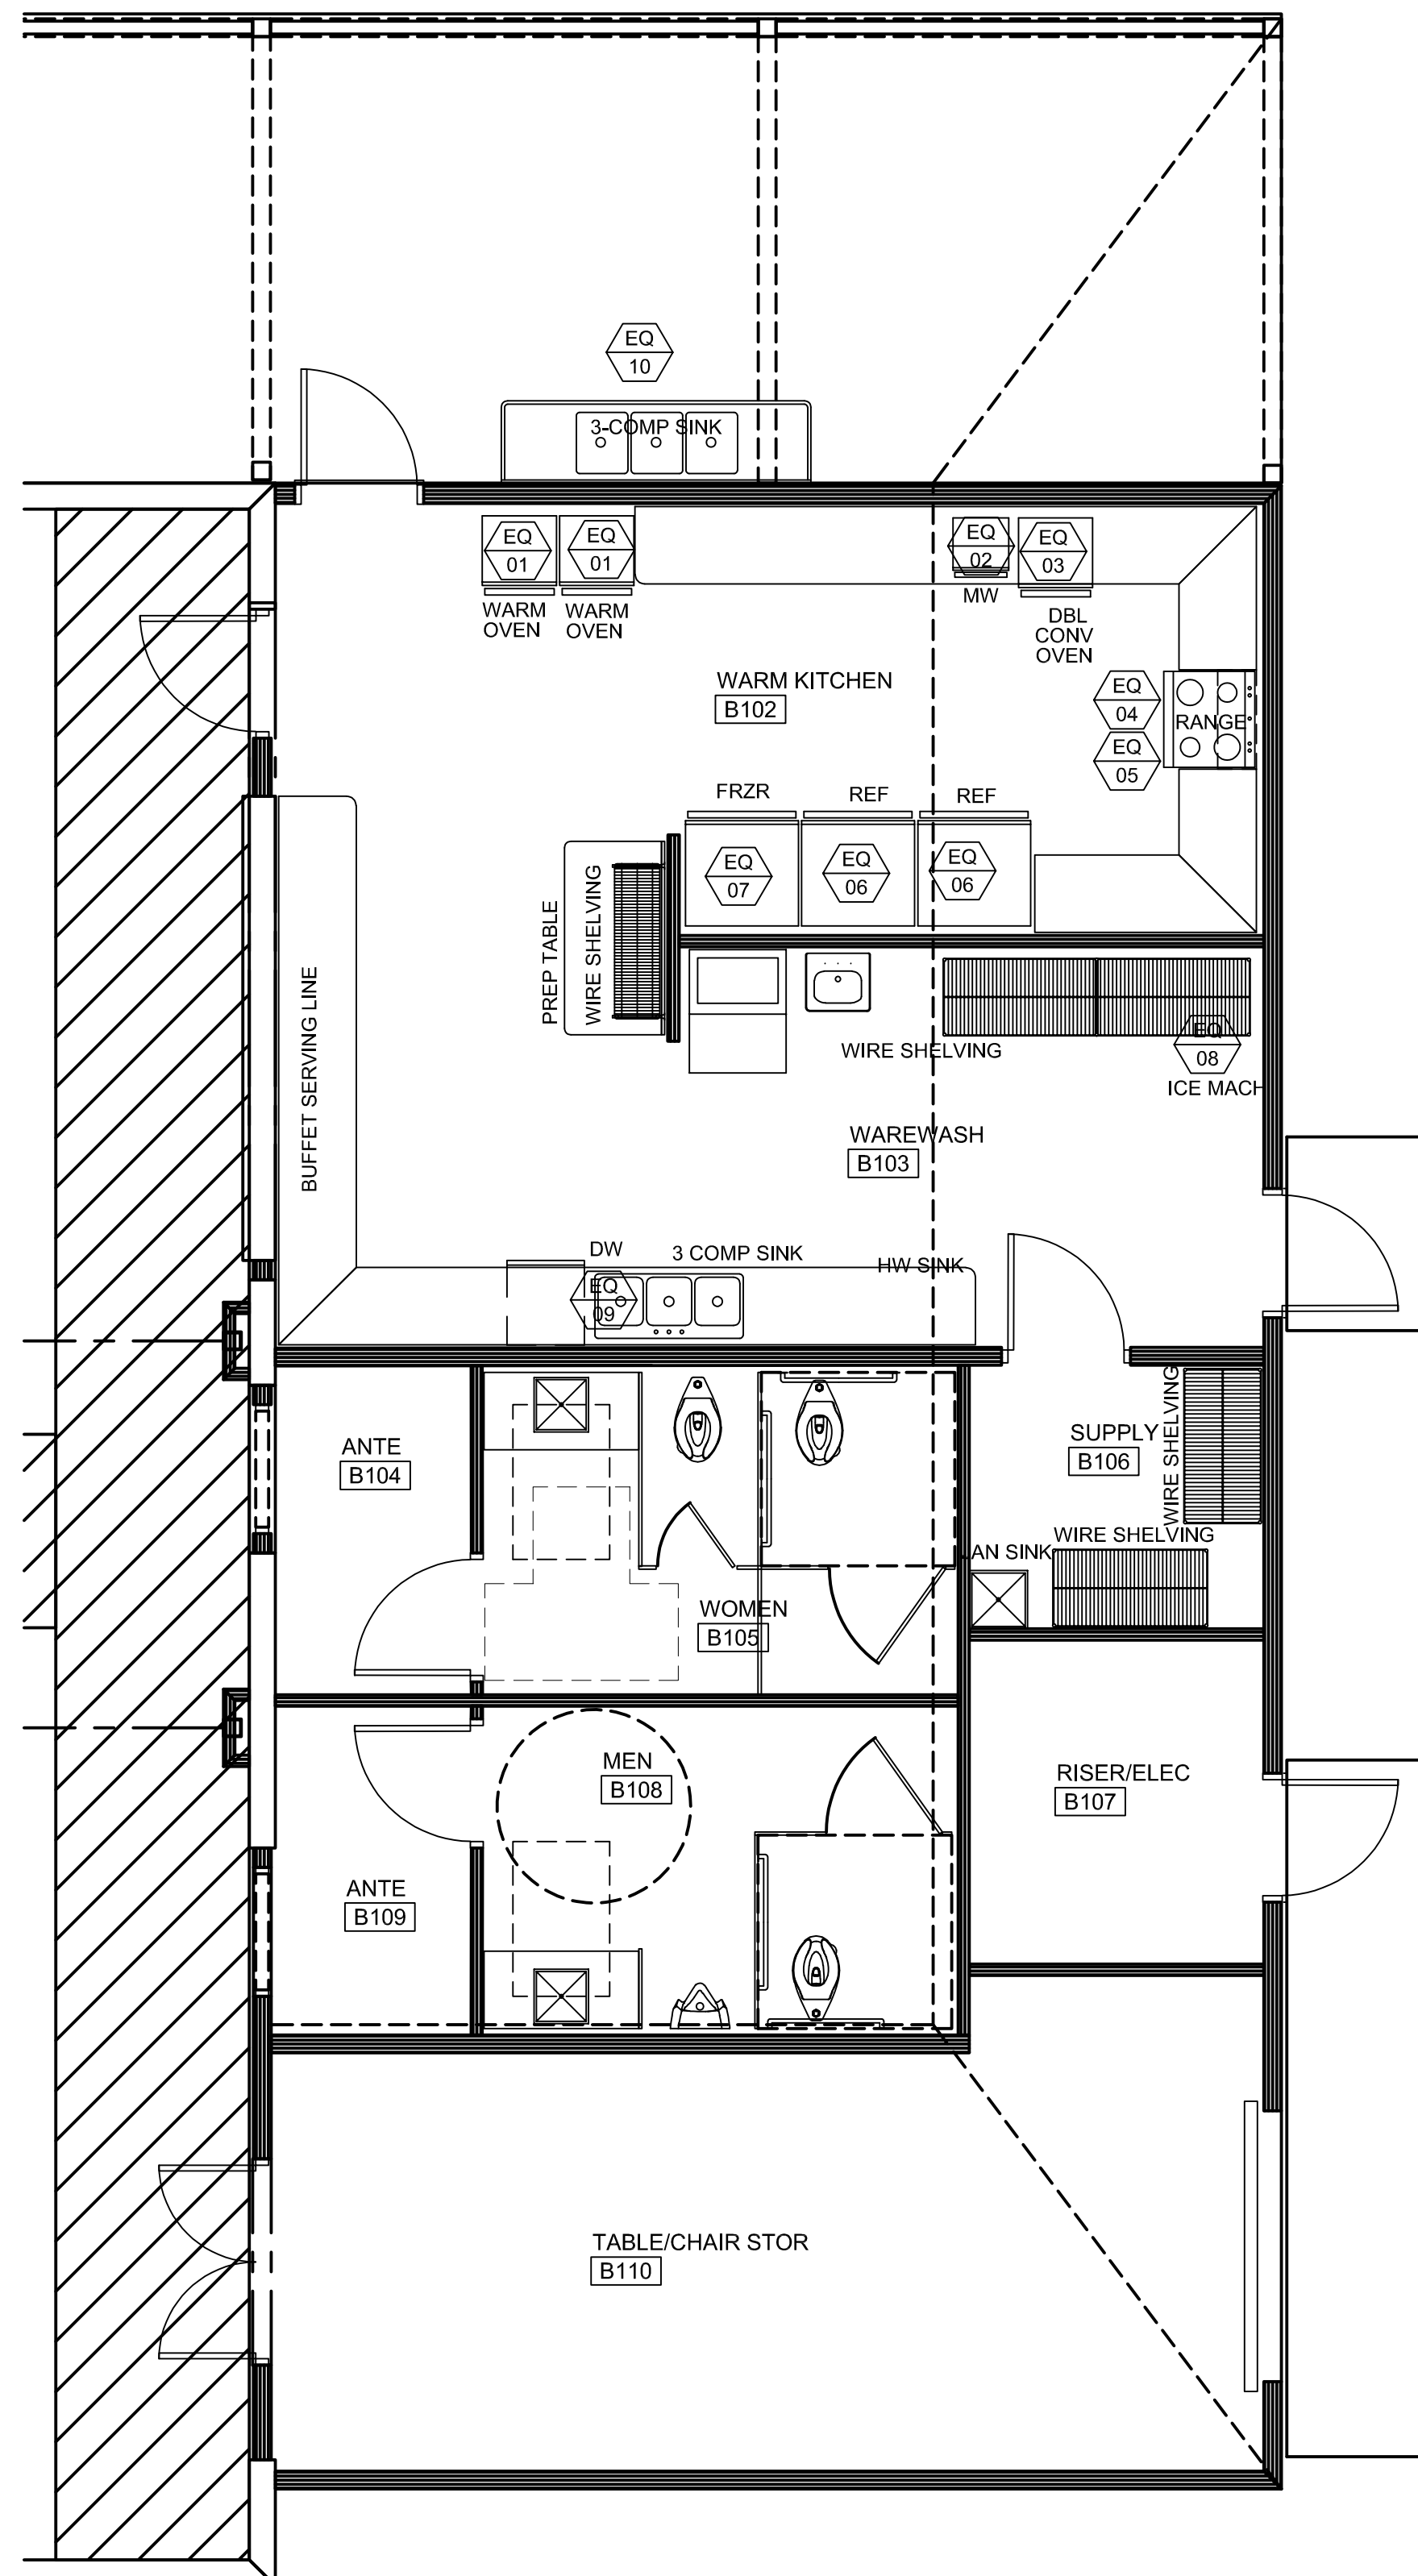 EQ
10
3-COMP SINK
EQ
01
EQ
01
EQ
02
EQ
03
WARM
OVEN
WARM
OVEN
MW
DBL
CONV
OVEN
WARM KITCHEN
B102
EQ
04
RANGE
EQ
05
FRZR
REF
REF
EQ
07
EQ
06
EQ
06
PREP TABLE
WIRE SHELVING
BUFFET SERVING LINE
WIRE SHELVING
EQ
08
ICE MACH
WAREWASH
B103
DW
3 COMP SINK
HW SINK
EQ
09
ANTE
B104
SUPPLY
B106
WIRE SHELVING
WIRE SHELVING
JAN SINK
WOMEN
B105
MEN
B108
RISER/ELEC
B107
ANTE
B109
TABLE/CHAIR STOR
B110